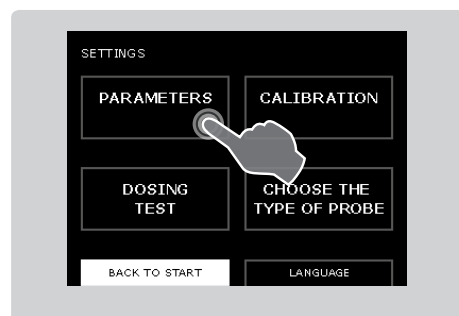 SETTINGS
PARAMETERS
CALIBRATION
DOSING
TEST
CHOOSE THE
TYPE OF PROBE
BACK TO START
LANGUAGE